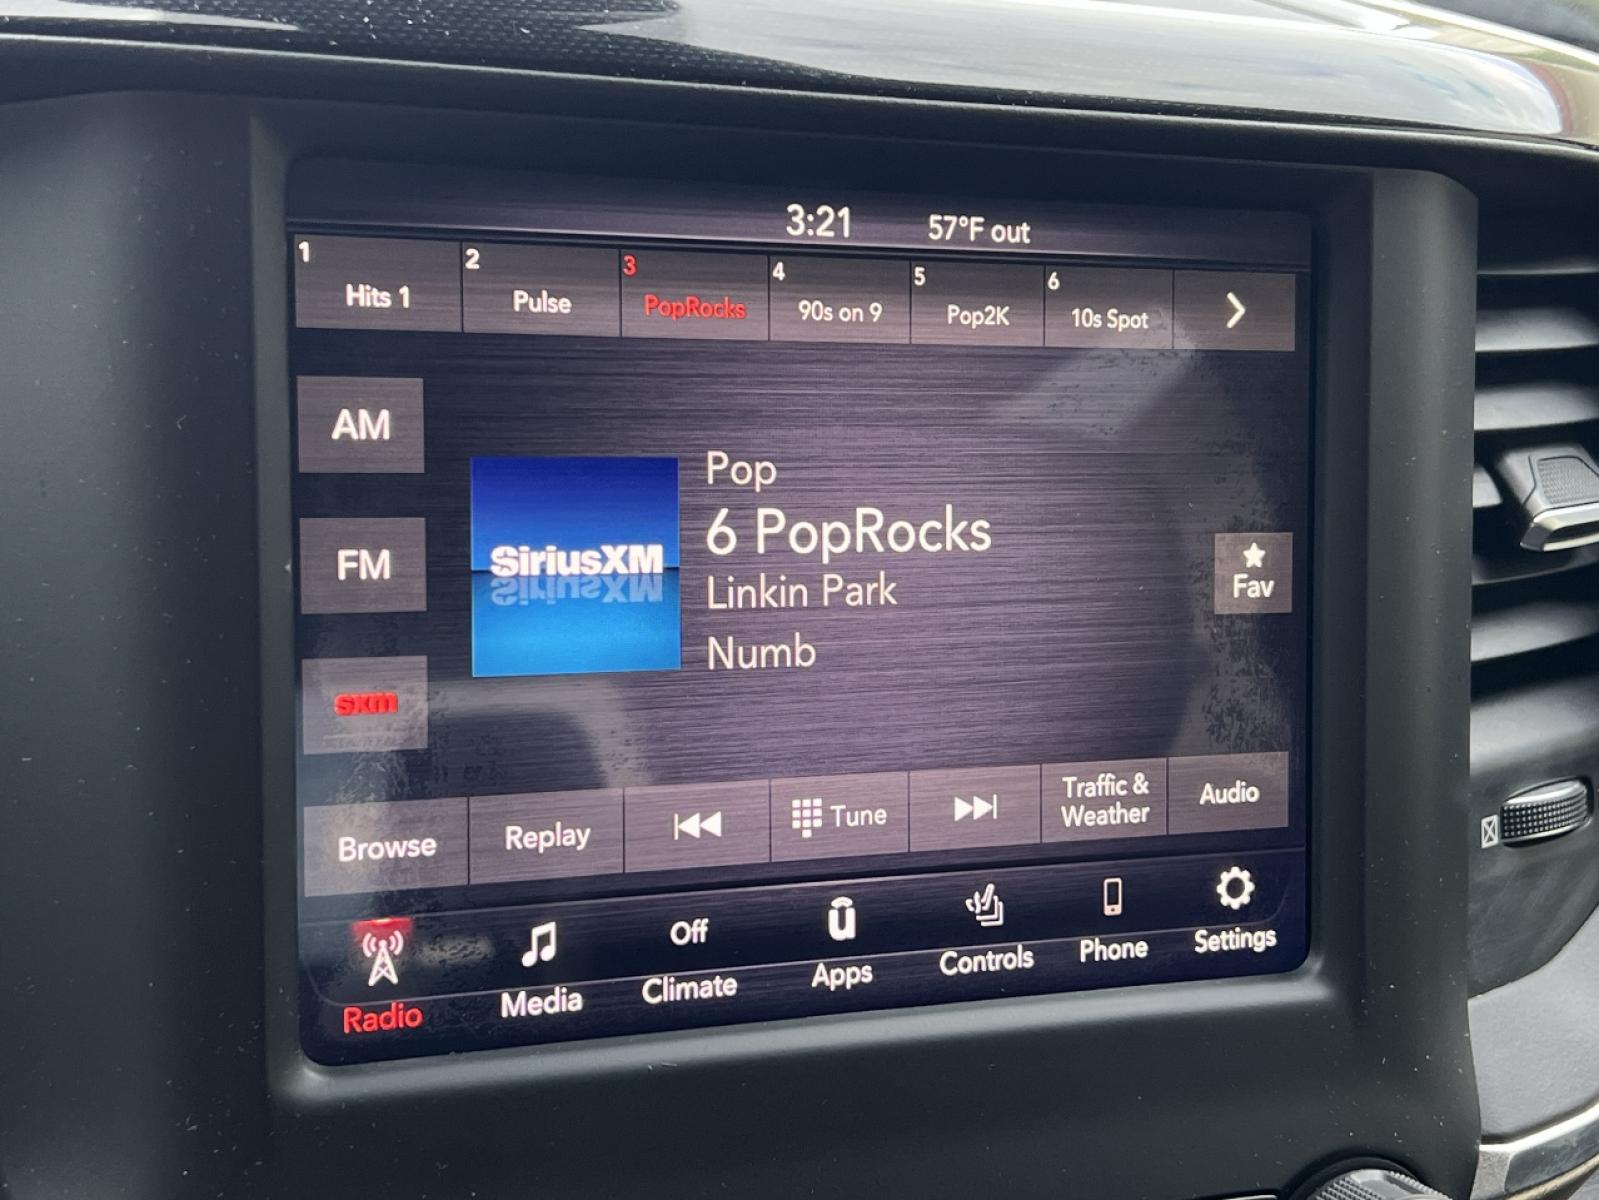 3:21 57°F out
1 2 3 4 5 6
Hits 1 Pulse PopRocks 90s on 9 Pop2K 10s Spot
AM
Pop
6 PopRocks
SiriusXM
Linkin Park
Numb
FM
Fav
sxm
Browse Replay Tune Traffic &
Weather Audio
Off
Radio Media Climate Apps Controls Phone Settings